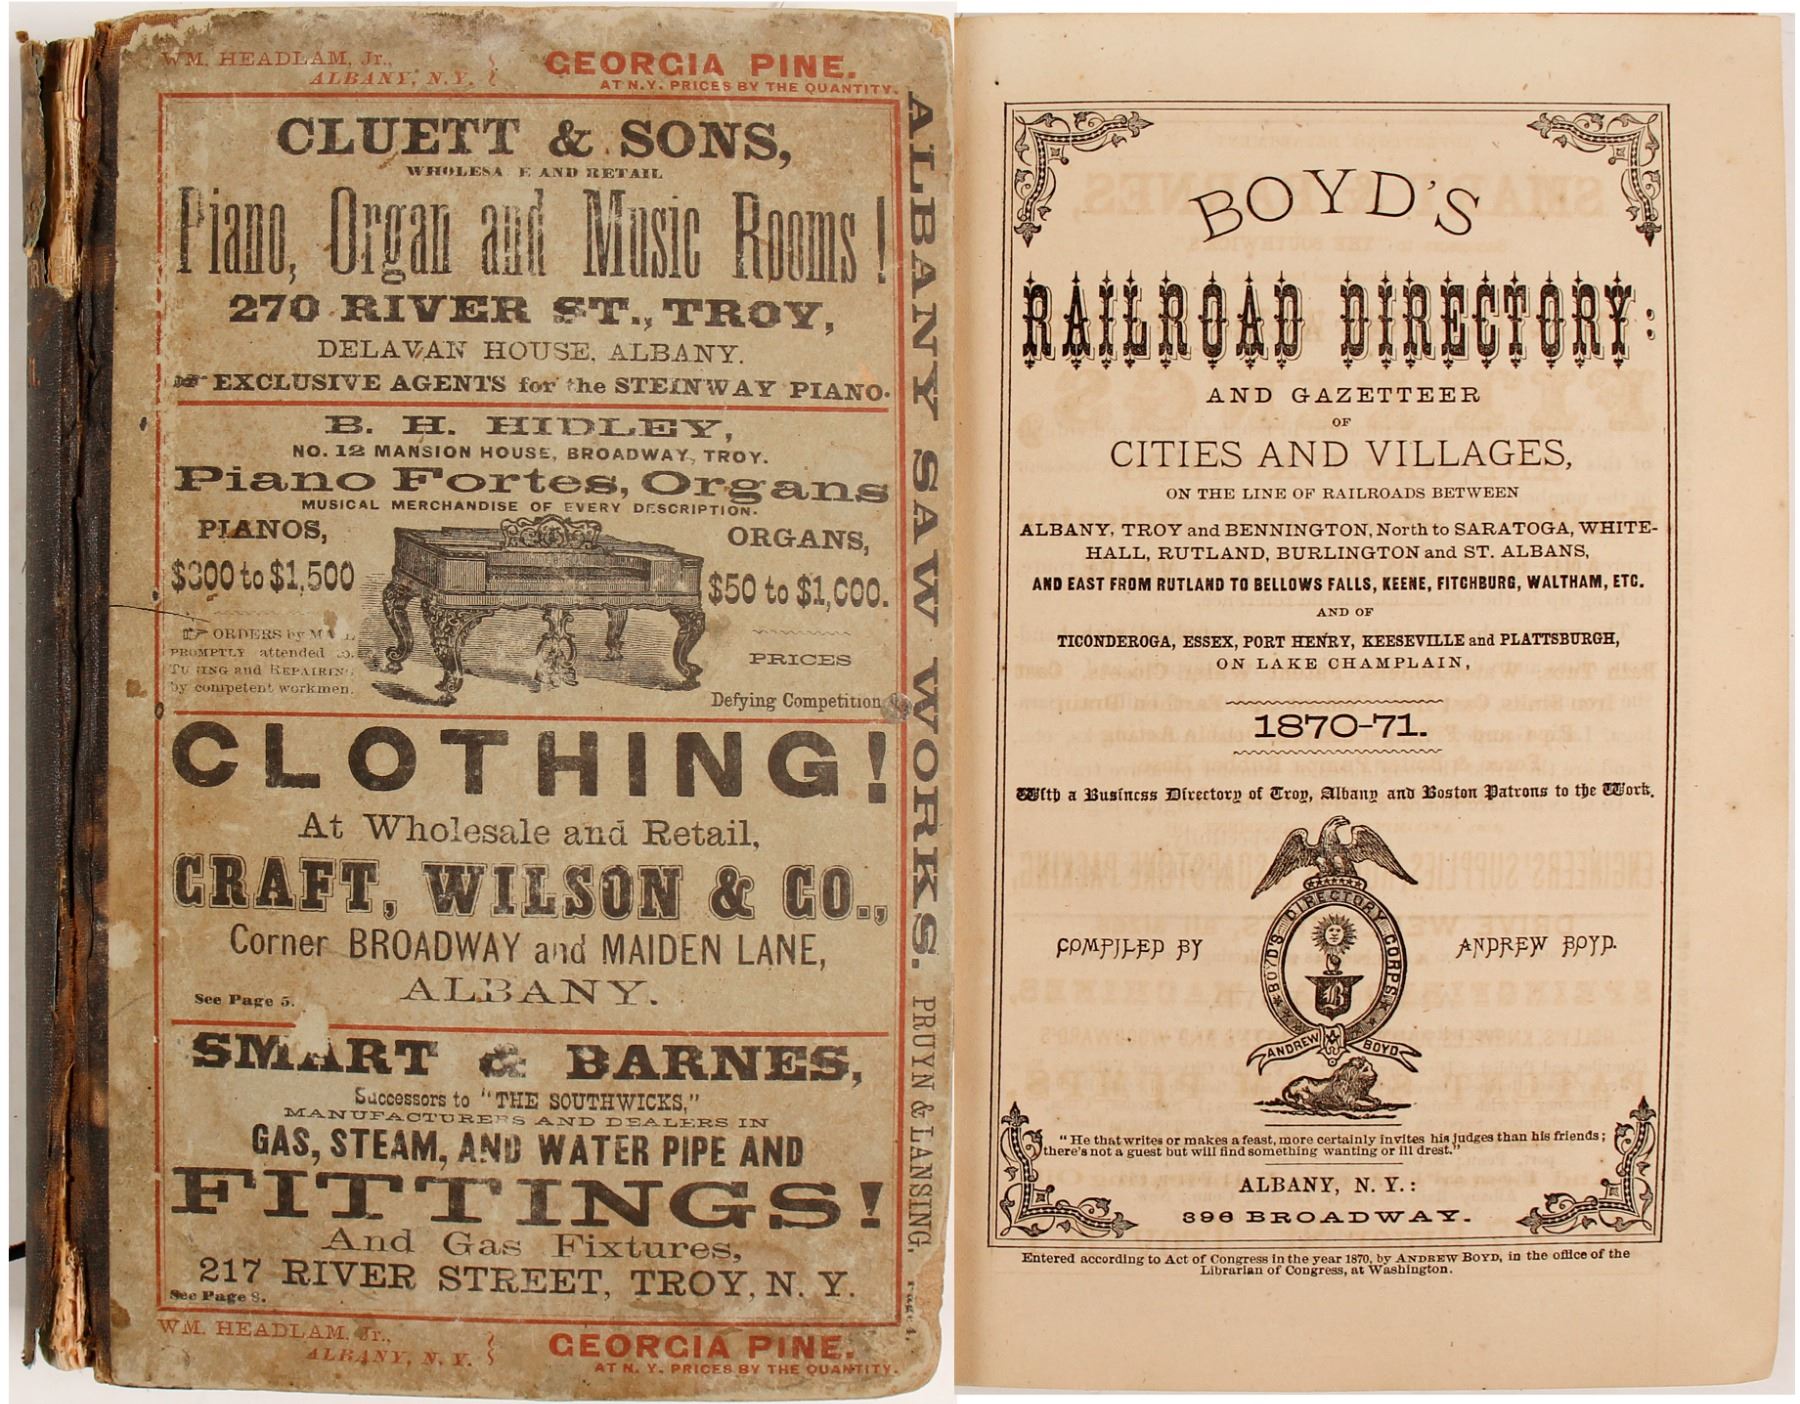 WM. HEADLAM, Jr.,
ALBANY, N. Y.
GEORGIA PINE.
AT N.Y. PRICES BY THE QUANTITY.
CLUETT & SONS,
WHOLESA E AND RETAIL
Piano, Organ and Music Rooms!
270 RIVER ST., TROY,
DELAVAN HOUSE, ALBANY.
☞ EXCLUSIVE AGENTS for the STEINWAY PIANO.
B. H. HIDLEY,
NO. 12 MANSION HOUSE, BROADWAY, TROY.
Piano Fortes, Organs
MUSICAL MERCHANDISE OF EVERY DESCRIPTION.
PIANOS,
$300 to $1,500
☞ ORDERS by MAIL
PROMPTLY attended to.
TUNING and REPAIRING
by competent workmen.
ORGANS,
$50 to $1,000.
PRICES
Defying Competition
CLOTHING!
At Wholesale and Retail,
CRAFT, WILSON & CO.,
Corner BROADWAY and MAIDEN LANE,
ALBANY.
See Page 5.
SMART & BARNES,
Successors to "THE SOUTHWICKS,"
MANUFACTURERS AND DEALERS IN
GAS, STEAM, AND WATER PIPE AND
FITTINGS!
And Gas Fixtures,
217 RIVER STREET, TROY, N. Y.
See Page 8.
WM. HEADLAM, Jr.,
ALBANY, N. Y.
GEORGIA PINE.
AT N. Y. PRICES BY THE QUANTITY.
ALBANY SAW WORKS. PRUYN & LANSING. Page 4.
BOYD'S
RAILROAD DIRECTORY:
AND GAZETTEER
OF
CITIES AND VILLAGES,
ON THE LINE OF RAILROADS BETWEEN
ALBANY, TROY and BENNINGTON, North to SARATOGA, WHITE-
HALL, RUTLAND, BURLINGTON and ST. ALBANS,
AND EAST FROM RUTLAND TO BELLOWS FALLS, KEENE, FITCHBURG, WALTHAM, ETC.
AND OF
TICONDEROGA, ESSEX, PORT HENRY, KEESEVILLE and PLATTSBURGH,
ON LAKE CHAMPLAIN,
1870-71.
With a Business Directory of Troy, Albany and Boston Patrons to the Work.
COMPILED BY
BOYD'S DIRECTORY CORPS
B
ANDREW BOYD
ANDREW BOYD.
"He that writes or makes a feast, more certainly invites his judges than his friends;
there's not a guest but will find something wanting or ill drest."
ALBANY, N. Y.:
396 BROADWAY.
Entered according to Act of Congress in the year 1870, by ANDREW BOYD, in the office of the
Librarian of Congress, at Washington.